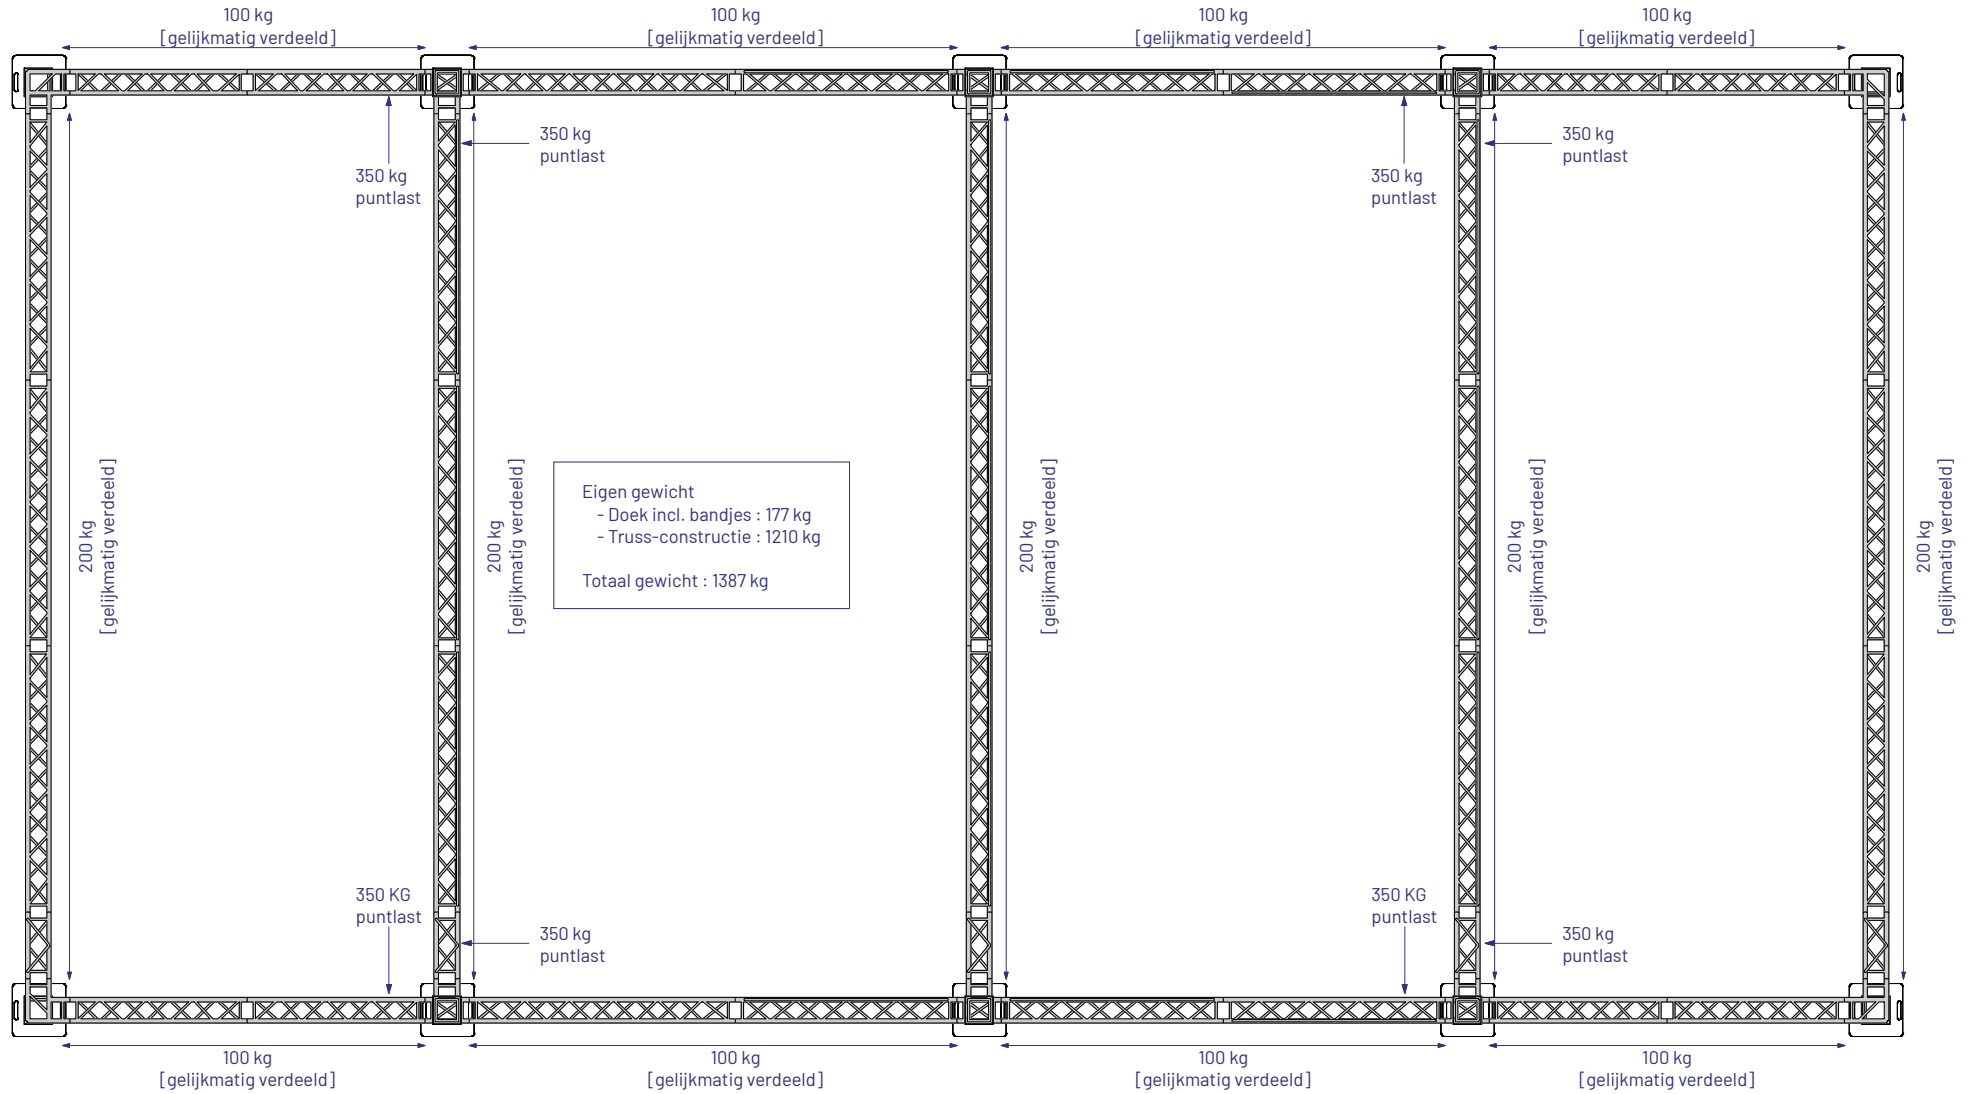 100 kg
[gelijkmatig verdeeld]
100 kg
[gelijkmatig verdeeld]
100 kg
[gelijkmatig verdeeld]
100 kg
[gelijkmatig verdeeld]
350 kg
puntlast
350 kg
puntlast
350 kg
puntlast
350 kg
puntlast
200 kg
[gelijkmatig verdeeld]
200 kg
[gelijkmatig verdeeld]
Eigen gewicht
- Doek incl. bandjes : 177 kg
- Truss-constructie : 1210 kg
Totaal gewicht : 1387 kg
200 kg
[gelijkmatig verdeeld]
200 kg
[gelijkmatig verdeeld]
200 kg
[gelijkmatig verdeeld]
350 KG
puntlast
350 kg
puntlast
350 KG
puntlast
350 kg
puntlast
100 kg
[gelijkmatig verdeeld]
100 kg
[gelijkmatig verdeeld]
100 kg
[gelijkmatig verdeeld]
100 kg
[gelijkmatig verdeeld]